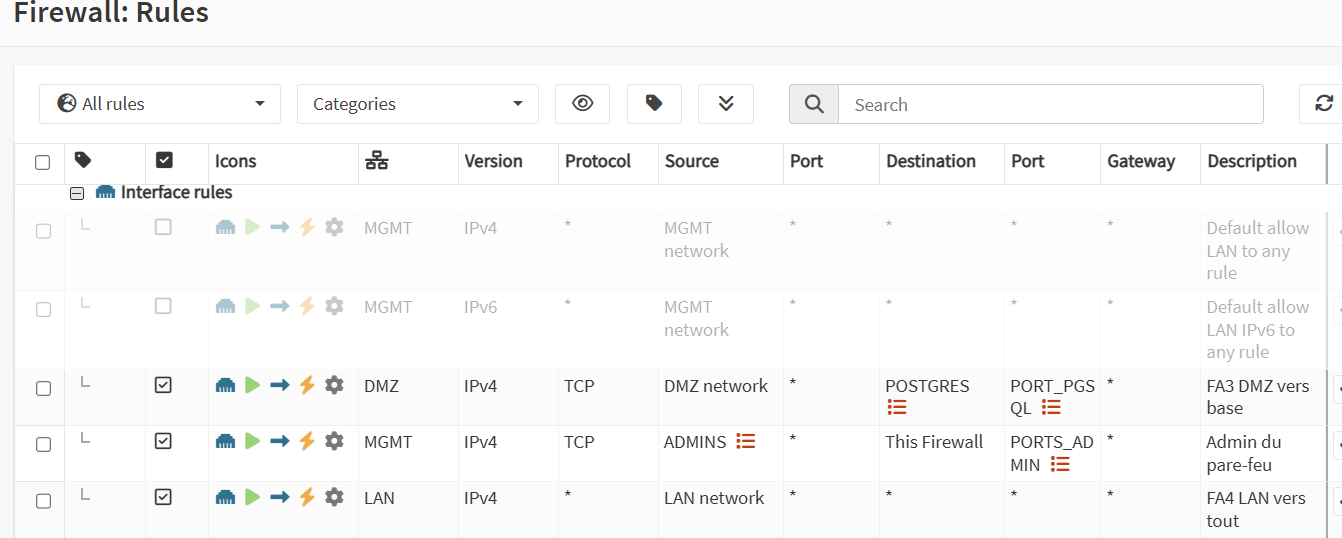 Firewall: Rules
All rules
Categories
Search
Icons Version Protocol Source Port Destination Port Gateway Description
Interface rules
MGMT IPv4 * MGMT * * * * Default allow
network LAN to any
rule
MGMT IPv6 * MGMT * * * * Default allow
network LAN IPv6 to
any rule
DMZ IPv4 TCP DMZ network * POSTGRES PORT_PGS * FA3 DMZ vers
QL base
MGMT IPv4 TCP ADMINS * This Firewall PORTS_AD * Admin du
MIN pare-feu
LAN IPv4 * LAN network * * * * FA4 LAN vers
tout